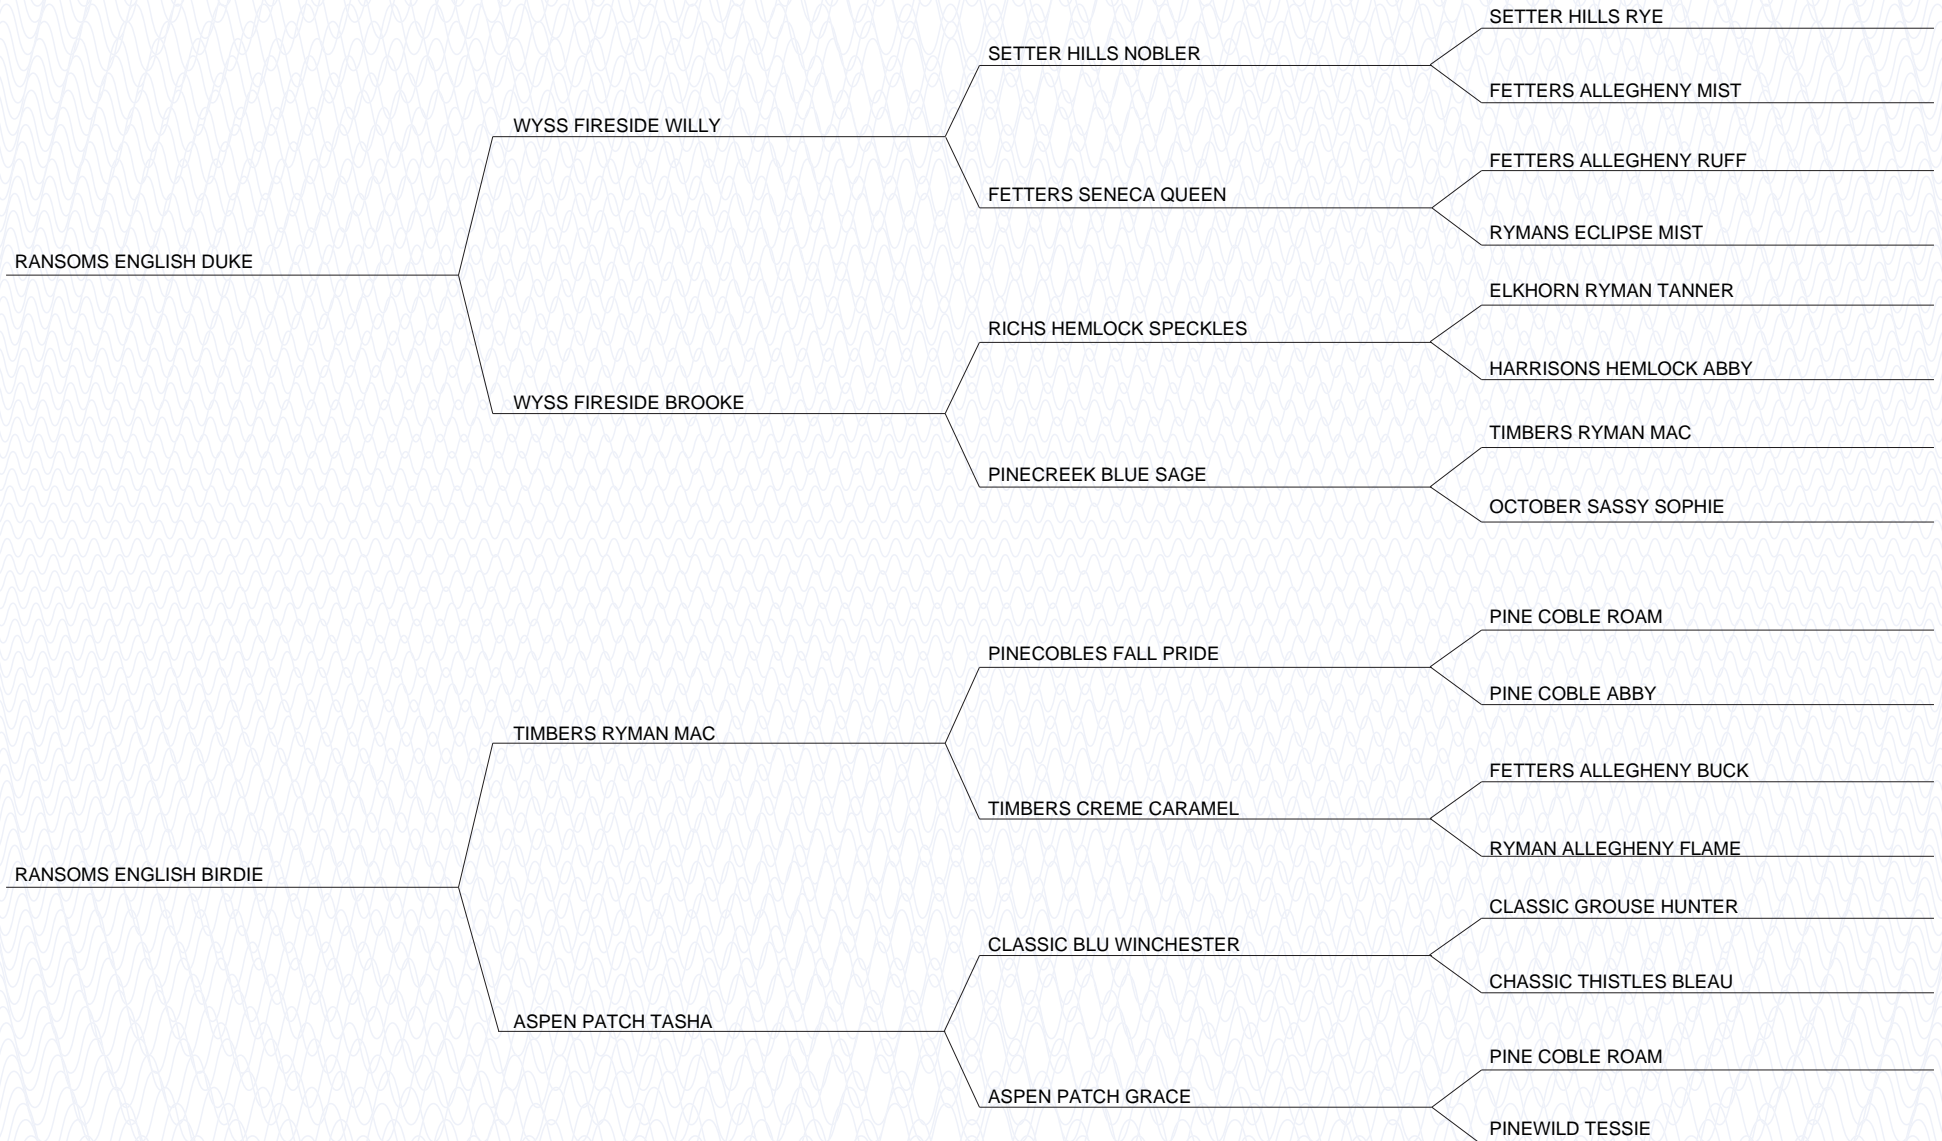 SETTER HILLS RYE
SETTER HILLS NOBLER
FETTERS ALLEGHENY MIST
WYSS FIRESIDE WILLY
FETTERS ALLEGHENY RUFF
FETTERS SENECA QUEEN
RYMANS ECLIPSE MIST
RANSOMS ENGLISH DUKE
ELKHORN RYMAN TANNER
RICHS HEMLOCK SPECKLES
HARRISONS HEMLOCK ABBY
WYSS FIRESIDE BROOKE
TIMBERS RYMAN MAC
PINECREEK BLUE SAGE
OCTOBER SASSY SOPHIE
PINE COBLE ROAM
PINECOBLES FALL PRIDE
PINE COBLE ABBY
TIMBERS RYMAN MAC
FETTERS ALLEGHENY BUCK
TIMBERS CREME CARAMEL
RYMAN ALLEGHENY FLAME
RANSOMS ENGLISH BIRDIE
CLASSIC GROUSE HUNTER
CLASSIC BLU WINCHESTER
CHASSIC THISTLES BLEAU
ASPEN PATCH TASHA
PINE COBLE ROAM
ASPEN PATCH GRACE
PINEWILD TESSIE